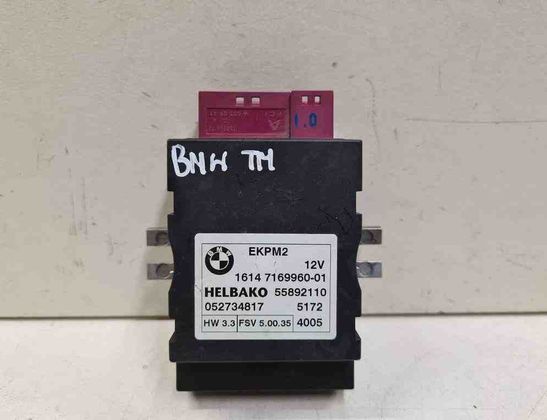 1.0
BMW TM
BMW
EKPM2
12V
1614 7169960-01
HELBAKO 55892110
052734817 5172
HW 3.3 FSV 5.00.35 4005